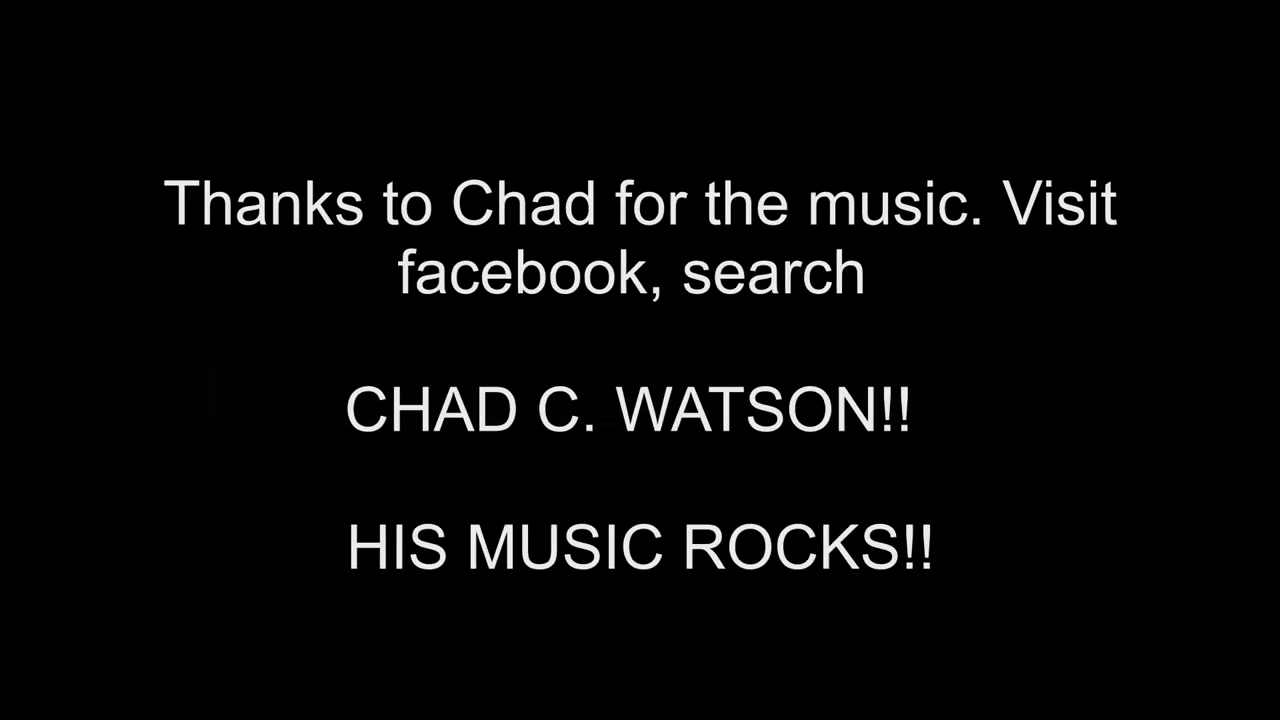 Thanks to Chad for the music. Visit
facebook, search
CHAD C. WATSON!!
HIS MUSIC ROCKS!!